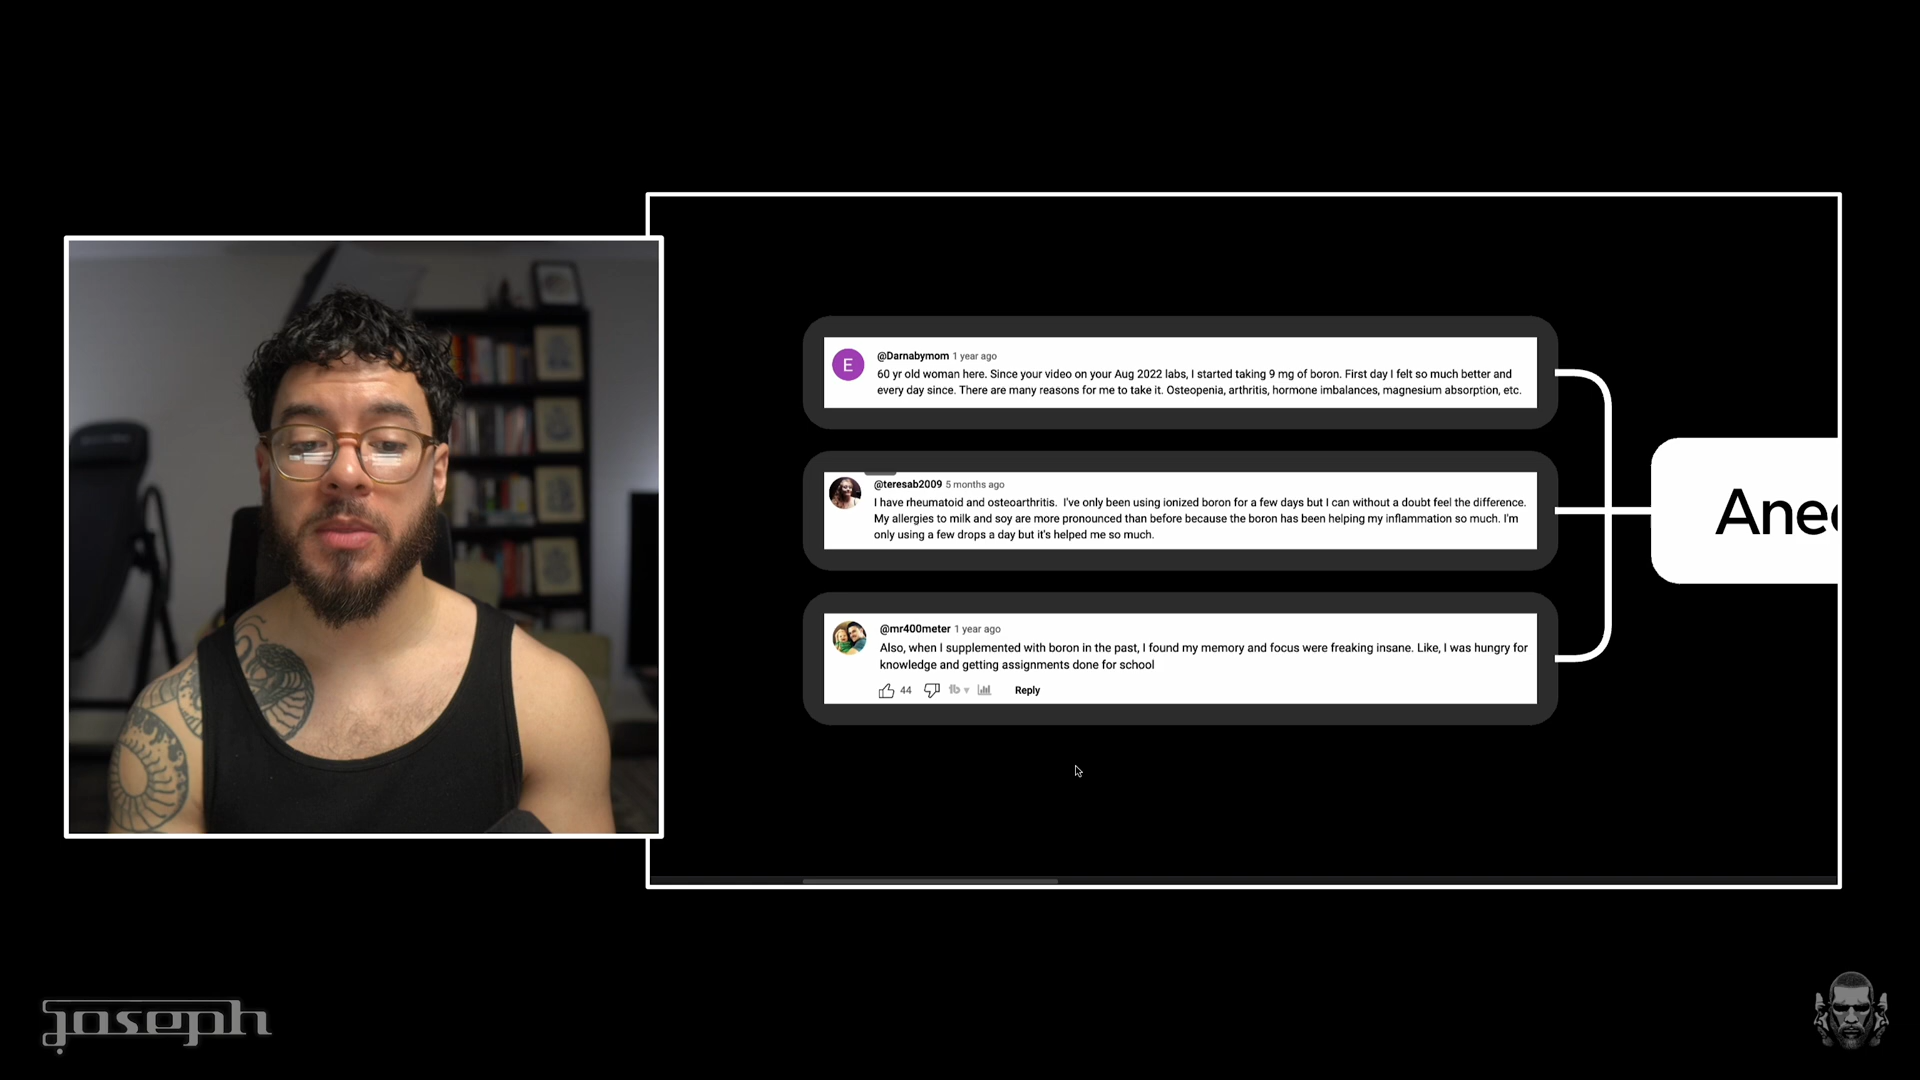 @Darnabymom 1 year ago
60 yr old woman here. Since your video on your Aug 2022 labs, I started taking 9 mg of boron. First day I felt so much better and
every day since. There are many reasons for me to take it. Osteopenia, arthritis, hormone imbalances, magnesium absorption, etc.
E
@teresab2009 5 months ago
I have rheumatoid and osteoarthritis.  I've only been using ionized boron for a few days but I can without a doubt feel the difference.
My allergies to milk and soy are more pronounced than before because the boron has been helping my inflammation so much. I'm
only using a few drops a day but it's helped me so much.
@mr400meter 1 year ago
Also, when I supplemented with boron in the past, I found my memory and focus were freaking insane. Like, I was hungry for
knowledge and getting assignments done for school
44 tb Reply
Anec
joseph